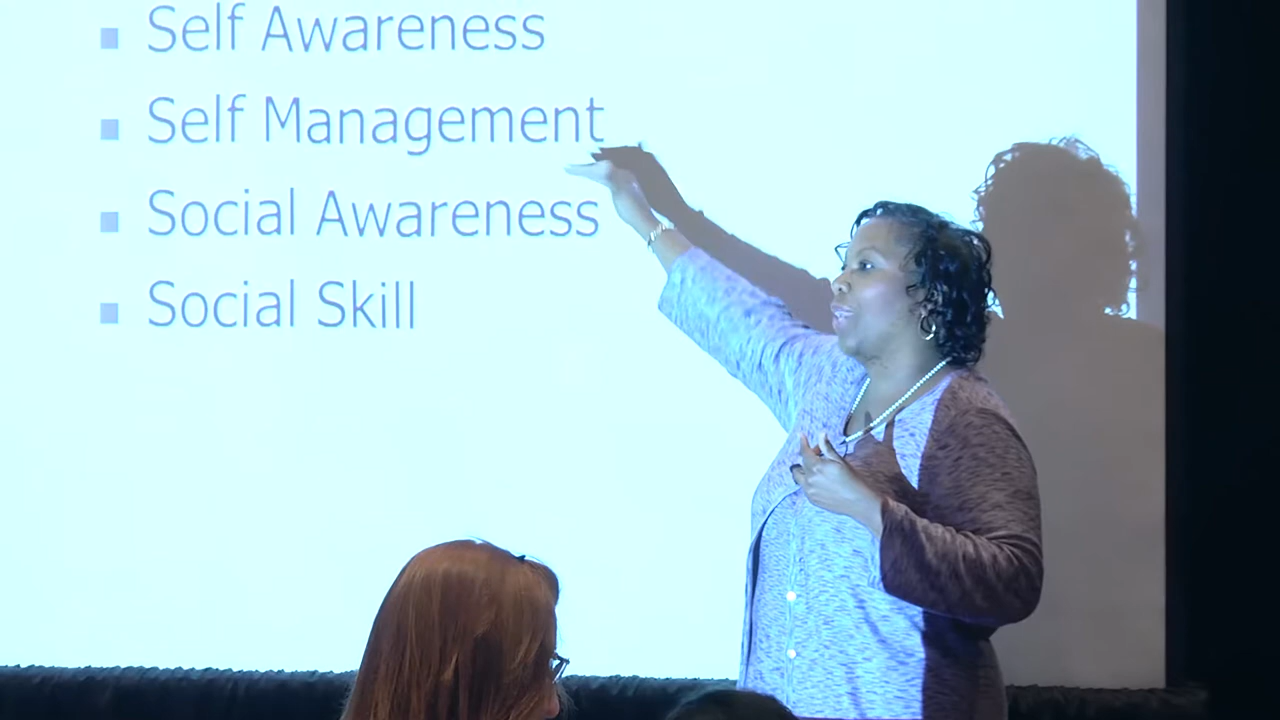 Self Awareness
Self Management
Social Awareness
Social Skill